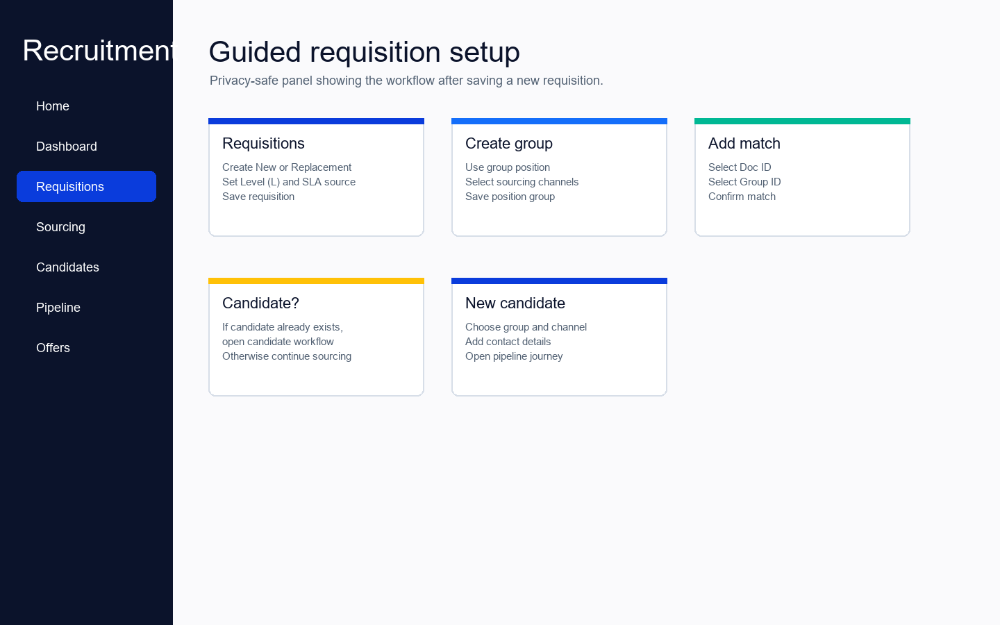 Recruitment
Home
Dashboard
Requisitions
Sourcing
Candidates
Pipeline
Offers
Guided requisition setup
Privacy-safe panel showing the workflow after saving a new requisition.
Requisitions
Create New or Replacement
Set Level (L) and SLA source
Save requisition
Create group
Use group position
Select sourcing channels
Save position group
Add match
Select Doc ID
Select Group ID
Confirm match
Candidate?
If candidate already exists,
open candidate workflow
Otherwise continue sourcing
New candidate
Choose group and channel
Add contact details
Open pipeline journey